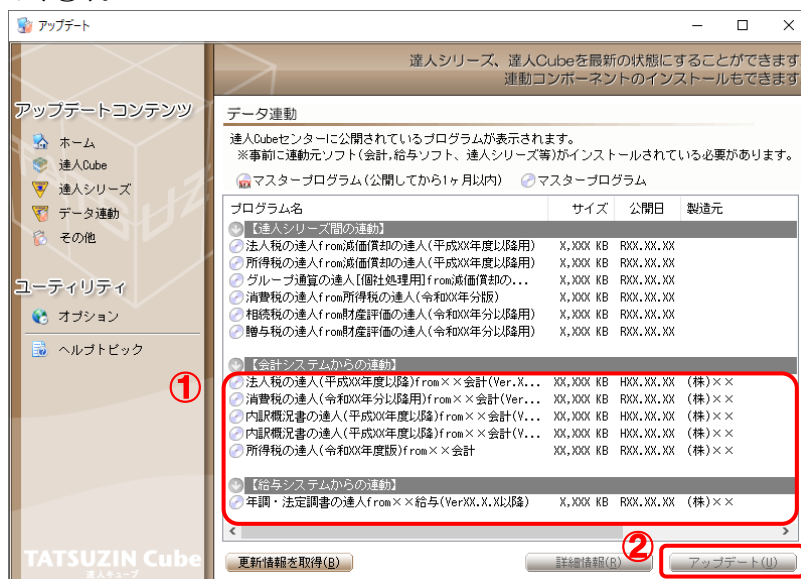 アップデート
達人シリーズ、達人Cubeを最新の状態にすることができます
連動コンポーネントのインストールもできます
アップデートコンテンツ
ホーム
達人Cube
達人シリーズ
データ連動
その他
ユーティリティ
オプション
ヘルプトピック
データ連動
達人Cubeセンターに公開されているプログラムが表示されます。
※事前に連動元ソフト(会計,給与ソフト、達人シリーズ等)がインストールされている必要があります。
マスタープログラム(公開してから1ヶ月以内) マスタープログラム
プログラム名 サイズ 公開日 製造元
【達人シリーズ間の連動】
法人税の達人from減価償却の達人(平成XX年度以降用) X,XXX KB RXX.XX.XX
所得税の達人from減価償却の達人(平成XX年度以降用) X,XXX KB RXX.XX.XX
グループ通算の達人[個社処理用]from減価償却の... X,XXX KB RXX.XX.XX
消費税の達人from所得税の達人(令和XX年分版) X,XXX KB RXX.XX.XX
相続税の達人from財産評価の達人(令和XX年分以降用) X,XXX KB RXX.XX.XX
贈与税の達人from財産評価の達人(令和XX年分以降用) X,XXX KB RXX.XX.XX
【会計システムからの連動】
①
法人税の達人(平成XX年度以降)from××会計(Ver.X... XX,XXX KB HXX.XX.XX (株)××
消費税の達人(令和XX年分以降用)from××会計(Ver... XX,XXX KB RXX.XX.XX (株)××
内訳概況書の達人(平成XX年度以降)from××会計(V... XX,XXX KB HXX.XX.XX (株)××
内訳概況書の達人(平成XX年度以降)from××会計(V... XX,XXX KB RXX.XX.XX (株)××
所得税の達人(令和XX年度版)from××会計 XX,XXX KB RXX.XX.XX (株)××
【給与システムからの連動】
年調・法定調書の達人from××給与(VerXX.X.X以降) X,XXX KB RXX.XX.XX (株)××
②
更新情報を取得(B) 詳細情報(R) アップデート(U)
TATSUZIN Cube
達人キューブ